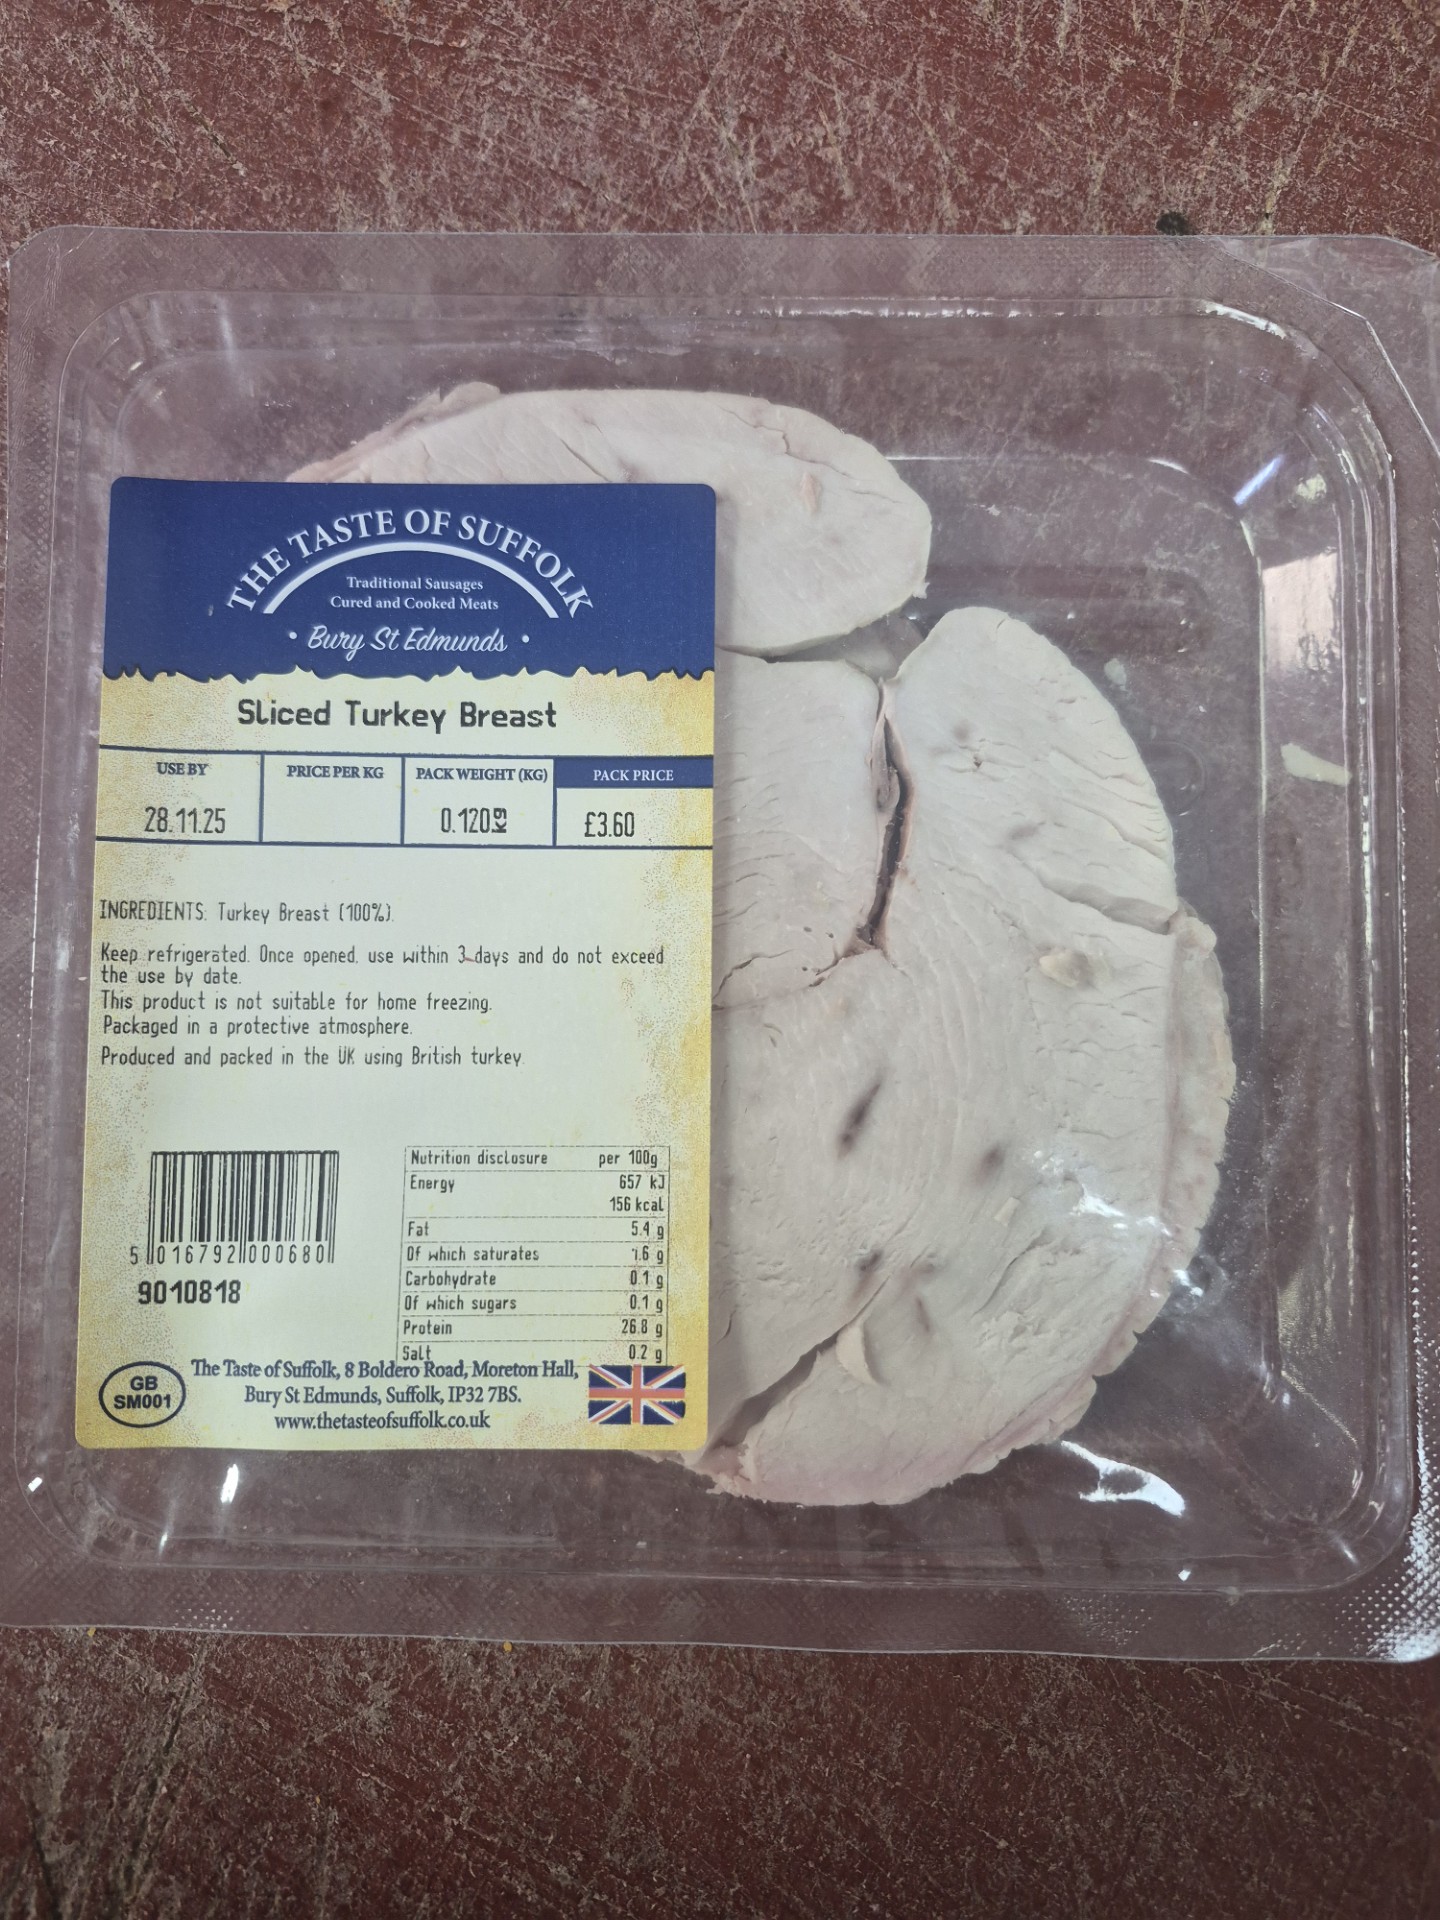 THE TASTE OF SUFFOLK
Traditional Sausages
Cured and Cooked Meats
• Bury St Edmunds •
Sliced Turkey Breast
USE BY PRICE PER KG PACK WEIGHT (KG) PACK PRICE
28.11.25 0.120kg £3.60
INGREDIENTS: Turkey Breast (100%).
Keep refrigerated. Once opened, use within 3 days and do not exceed
the use by date.
This product is not suitable for home freezing.
Packaged in a protective atmosphere.
Produced and packed in the UK using British turkey.
Nutrition disclosure per 100g
Energy 657 kJ
156 kcal
Fat 5.4 g
Of which saturates 1.6 g
Carbohydrate 0.1 g
Of which sugars 0.1 g
Protein 26.8 g
Salt 0.2 g
5 016792 000680
9010818
GB
SM001
The Taste of Suffolk, 8 Boldero Road, Moreton Hall,
Bury St Edmunds, Suffolk, IP32 7BS.
www.thetasteofsuffolk.co.uk